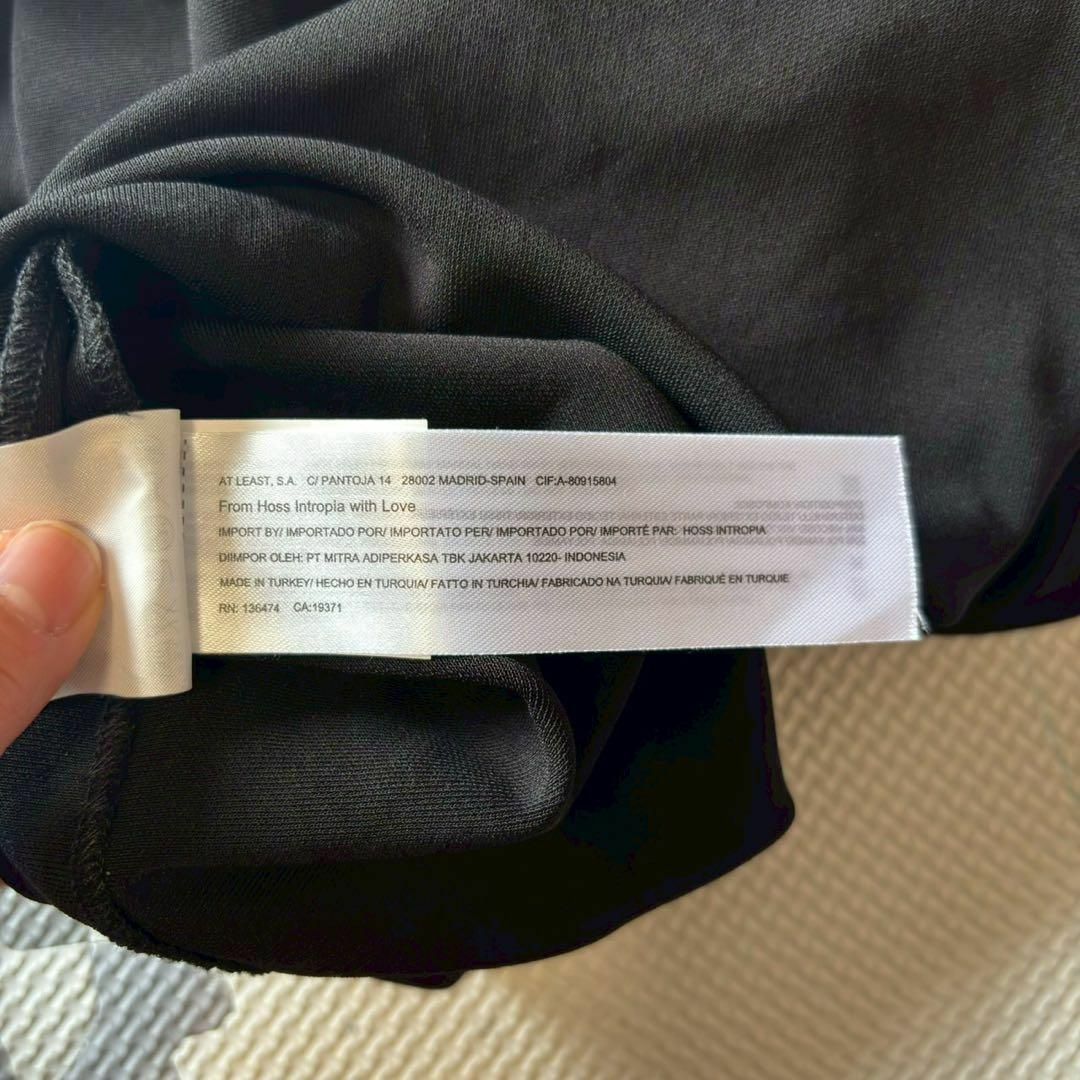 AT LEAST, S.A. C/ PANTOJA 14 28002 MADRID-SPAIN CIF:A-80915804
From Hoss Intropia with Love
IMPORT BY/ IMPORTADO POR/ IMPORTATO PER/ IMPORTADO POR/ IMPORTÉ PAR: HOSS INTROPIA
DIIMPOR OLEH: PT MITRA ADIPERKASA TBK JAKARTA 10220- INDONESIA
MADE IN TURKEY/ HECHO EN TURQUIA/ FATTO IN TURCHIA/ FABRICADO NA TURQUIA/ FABRIQUÉ EN TURQUIE
RN: 136474 CA:19371